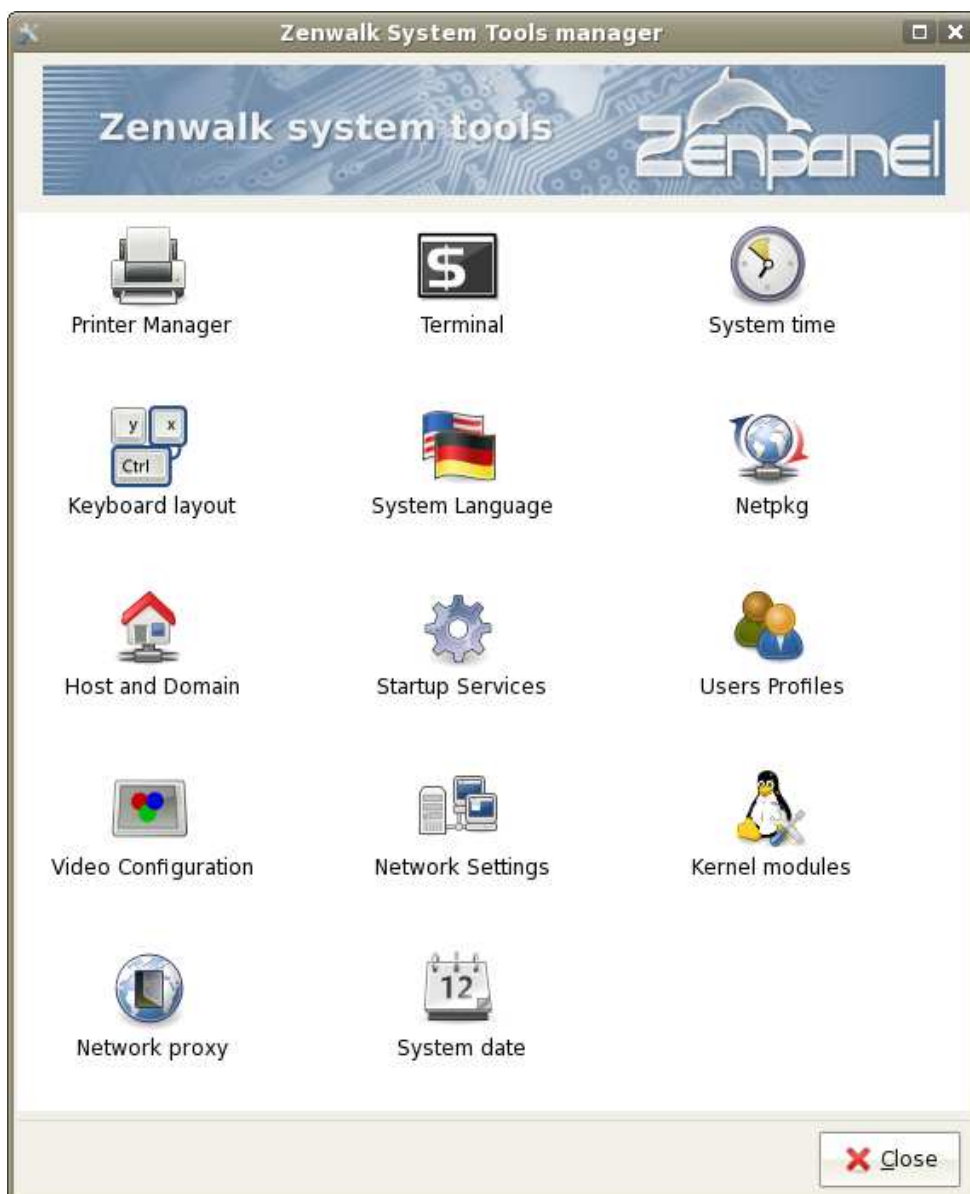 Zenwalk System Tools manager
Zenwalk system tools
Zenpanel
$
Printer Manager
Terminal
System time
y x
Ctrl
Keyboard layout
System Language
Netpkg
Host and Domain
Startup Services
Users Profiles
Video Configuration
Network Settings
Kernel modules
12
Network proxy
System date
Close